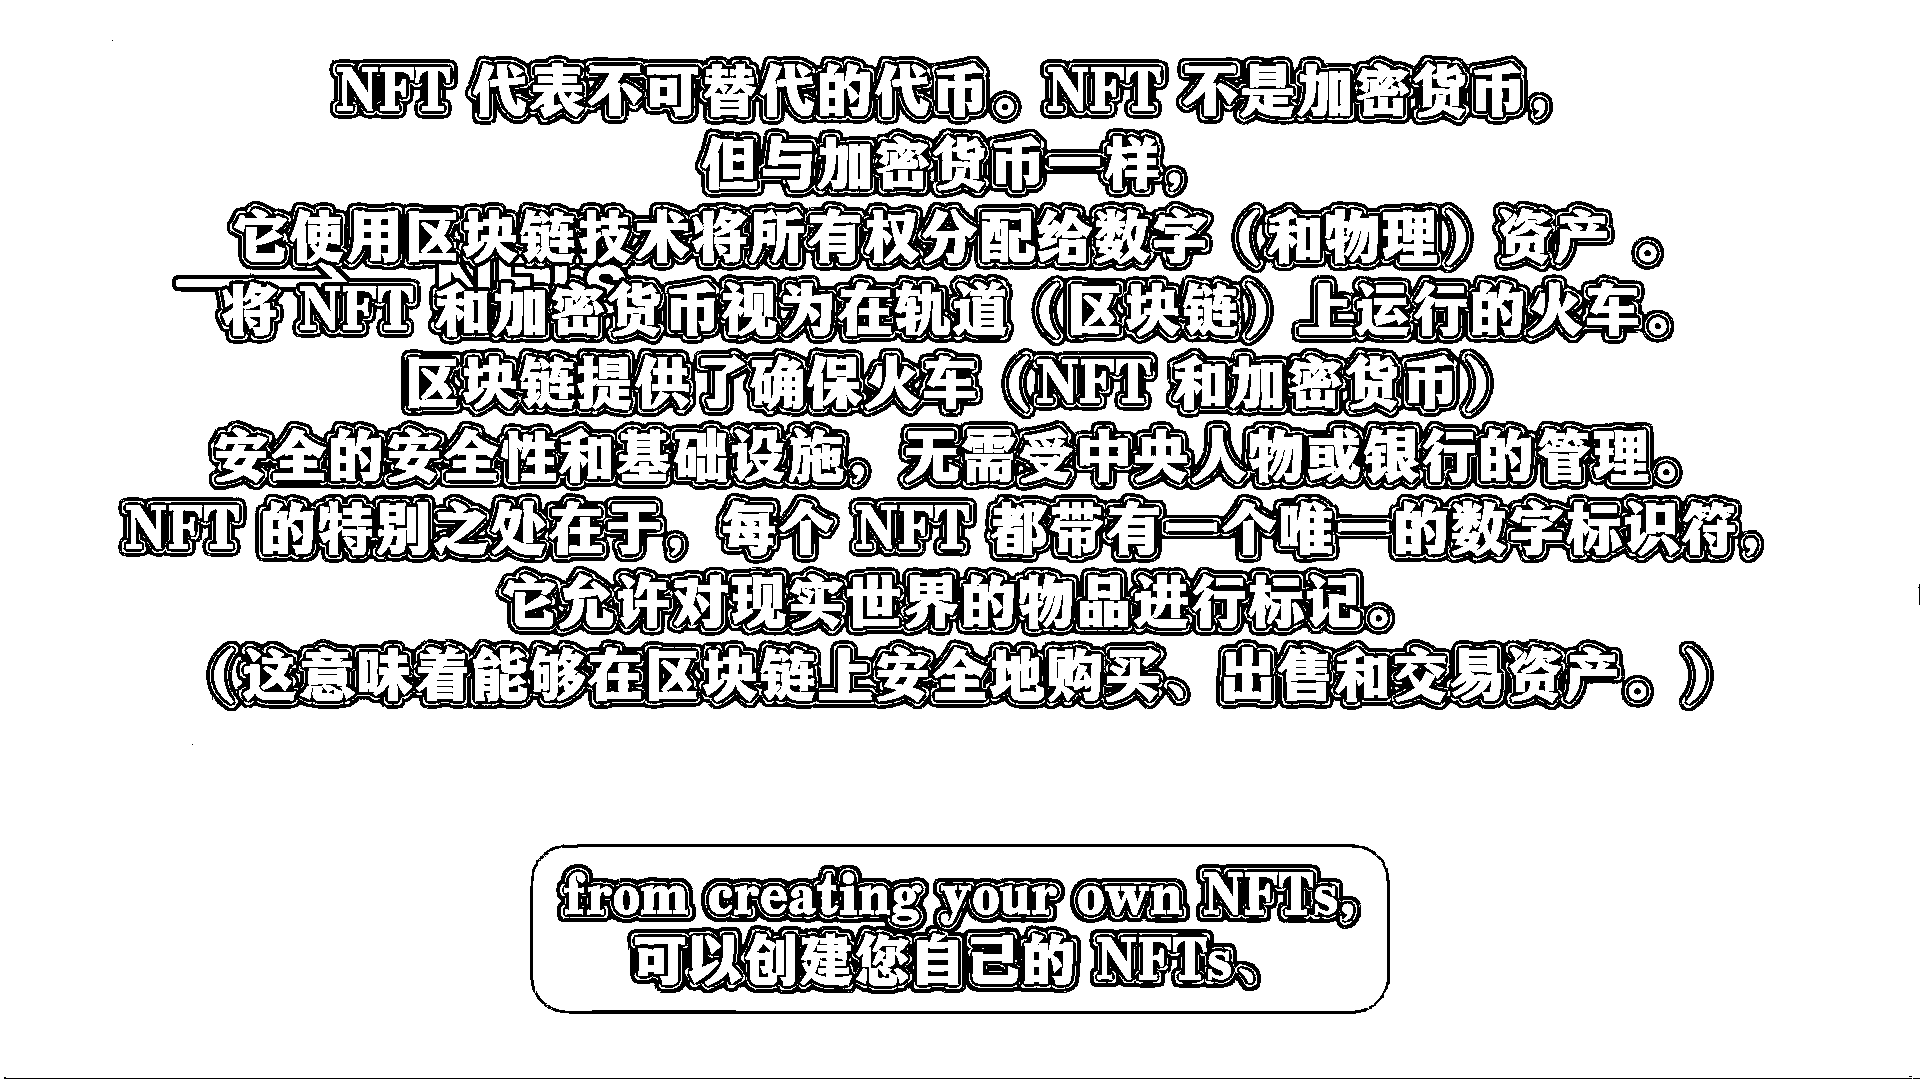 NFT 代表不可替代的代币。NFT 不是加密货币，
但与加密货币一样，
它使用区块链技术将所有权分配给数字（和物理）资产 。
将 NFT 和加密货币视为在轨道（区块链）上运行的火车。
区块链提供了确保火车（NFT 和加密货币）
安全的安全性和基础设施，无需受中央人物或银行的管理。
NFT 的特别之处在于，每个 NFT 都带有一个唯一的数字标识符，
它允许对现实世界的物品进行标记。
（这意味着能够在区块链上安全地购买、出售和交易资产。）
from creating your own NFTs,
可以创建您自己的 NFTs、